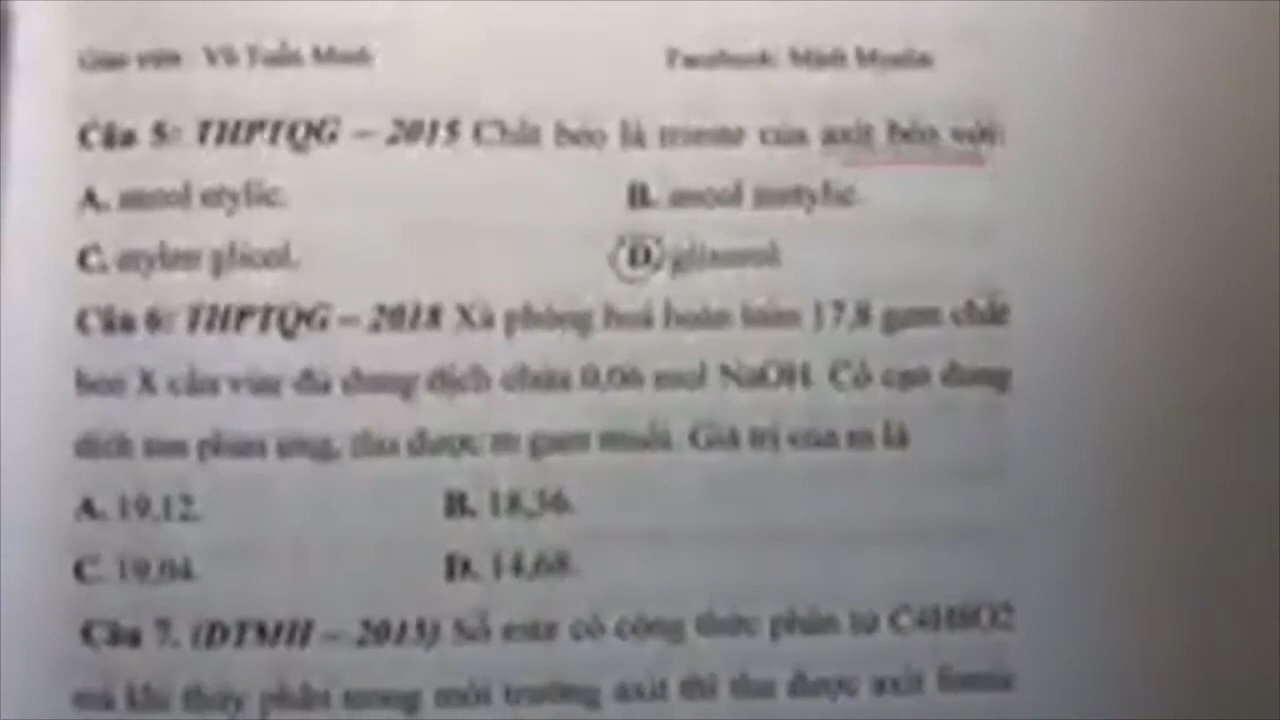 Giáo viên: Vũ Tuấn Minh Facebook: Minh
Câu 5: THPTQG – 2015 Chất béo là trieste của axit béo với:
A. ancol etylic. B. ancol metylic.
C. etylen glicol. D. glixerol
Câu 6: THPTQG – 2018 Xà phòng hoá hoàn toàn 17,8 gam chất
béo X cần vừa đủ dung dịch chứa 0,06 mol NaOH. Cô cạn dung
dịch sau phản ứng, thu được m gam muối. Giá trị của m là
A. 19,12. B. 18,36.
C. 19,04. D. 14,68.
Câu 7. (DTMH – 2015) Số este có công thức phân tử C4H8O2
mà khi thủy phân trong môi trường axit thì thu được axit fomic